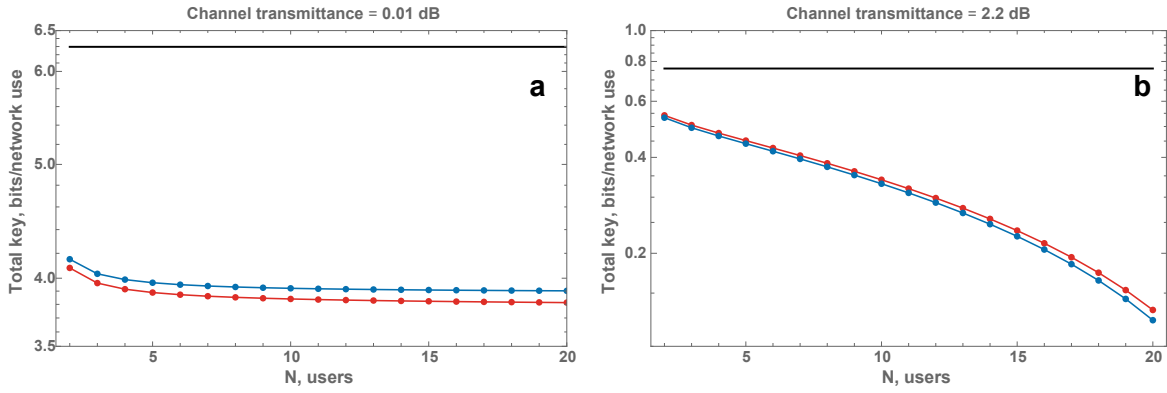 Channel transmittance = 0.01 dB
Total key, bits/network use
6.5
6.0
5.0
4.0
3.5
a
5
10
15
20
N, users
Channel transmittance = 2.2 dB
Total key, bits/network use
1.0
0.8
0.6
0.4
0.2
b
5
10
15
20
N, users